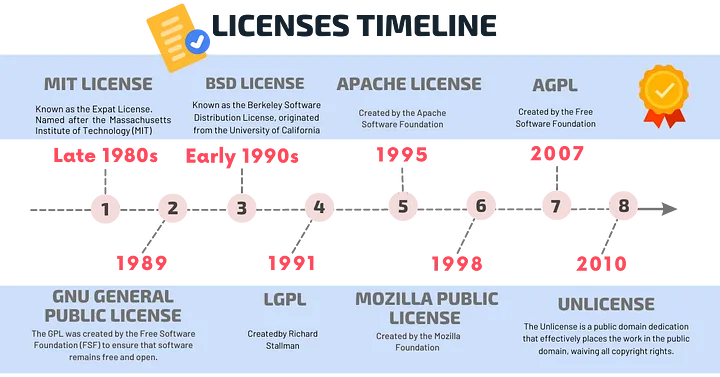 LICENSES TIMELINE
MIT LICENSE
Known as the Expat License.
Named after the Massachusetts
Institute of Technology (MIT)
Late 1980s
BSD LICENSE
Known as the Berkeley Software
Distribution License, originated
from the University of California
Early 1990s
APACHE LICENSE
Created by the Apache
Software Foundation
1995
AGPL
Created by the Free
Software Foundation
2007
1
2
3
4
5
6
7
8
1989
GNU GENERAL
PUBLIC LICENSE
The GPL was created by the Free Software
Foundation (FSF) to ensure that software
remains free and open.
1991
LGPL
Createdby Richard
Stallman
1998
MOZILLA PUBLIC
LICENSE
Created by the Mozilla
Foundation
2010
UNLICENSE
The Unlicense is a public domain dedication
that effectively places the work in the public
domain, waiving all copyright rights.